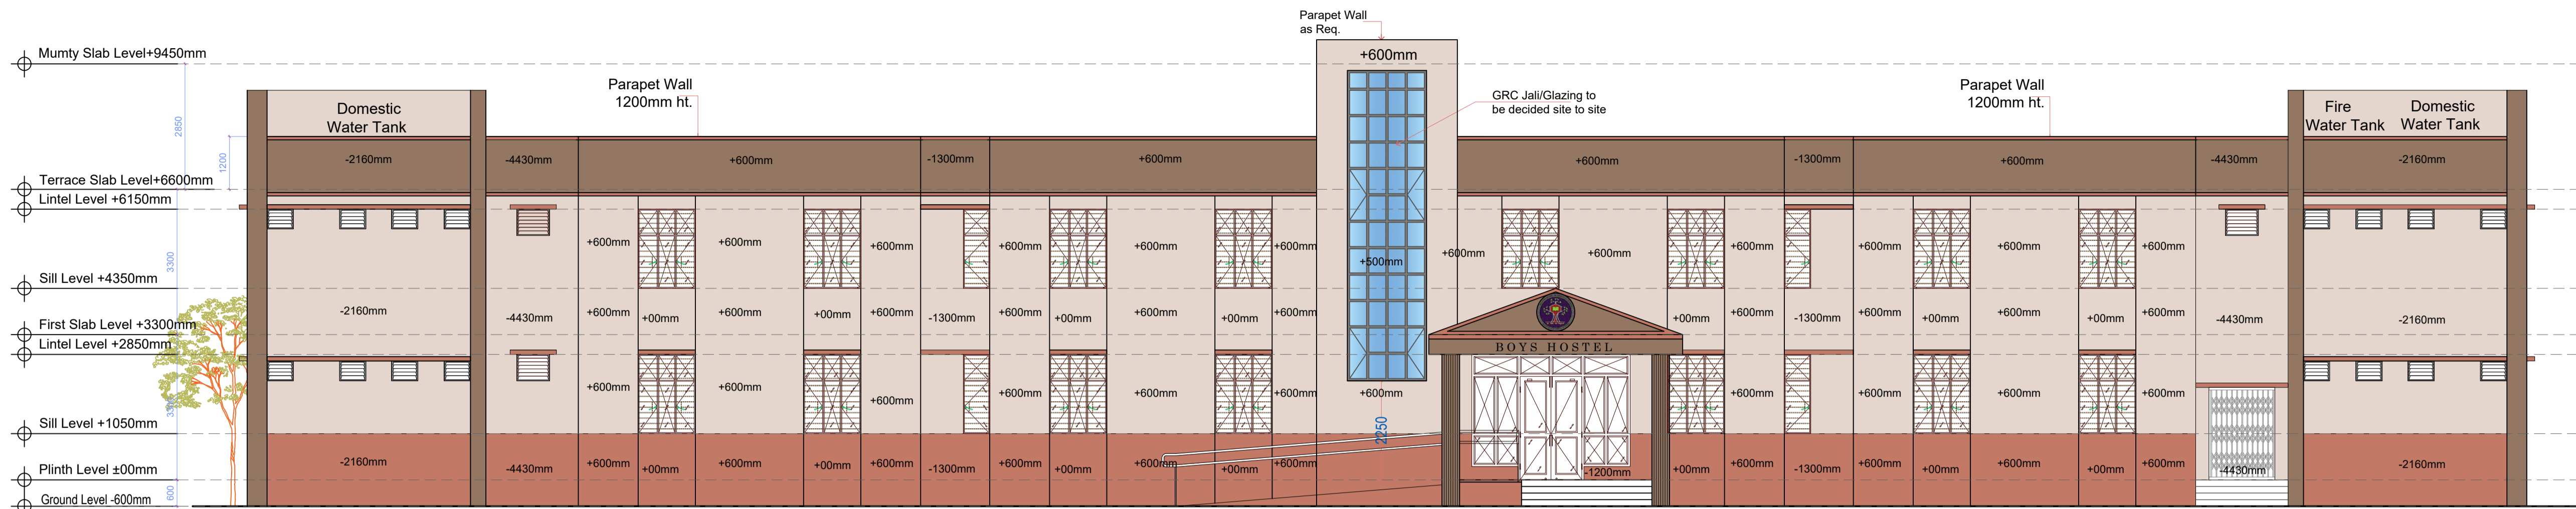 Parapet Wall
as Req.
Mumty Slab Level+9450mm
+600mm
Parapet Wall
1200mm ht.
Parapet Wall
1200mm ht.
GRC Jali/Glazing to
be decided site to site
Domestic
Water Tank
Fire
Water Tank
Domestic
Water Tank
2850
1200
-2160mm
-4430mm
+600mm
-1300mm
+600mm
+600mm
-1300mm
+600mm
-4430mm
-2160mm
Terrace Slab Level+6600mm
Lintel Level +6150mm
3300
+600mm
+600mm
+600mm
+600mm
+600mm
+600mm
+500mm
+600mm
+600mm
+600mm
+600mm
+600mm
+600mm
Sill Level +4350mm
-2160mm
-4430mm
+600mm
+00mm
+600mm
+00mm
+600mm
-1300mm
+600mm
+00mm
+600mm
+00mm
+600mm
+00mm
+600mm
-1300mm
+600mm
+00mm
+600mm
+00mm
+600mm
-4430mm
-2160mm
First Slab Level +3300mm
Lintel Level +2850mm
BOYS HOSTEL
+600mm
+600mm
+600mm
+600mm
+600mm
+600mm
+600mm
+600mm
+600mm
+600mm
+600mm
2250
Sill Level +1050mm
-2160mm
-4430mm
+600mm
+00mm
+600mm
+00mm
+600mm
-1300mm
+600mm
+00mm
+600mm
+00mm
+600mm
-1200mm
+00mm
+600mm
-1300mm
+600mm
+00mm
+600mm
+00mm
+600mm
-4430mm
-2160mm
Plinth Level ±00mm
600
Ground Level -600mm